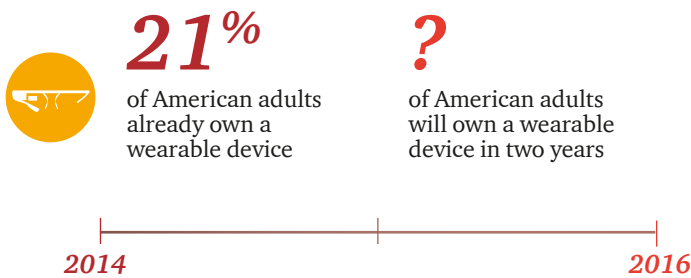 21%
of American adults
already own a
wearable device
?
of American adults
will own a wearable
device in two years
2014
2016